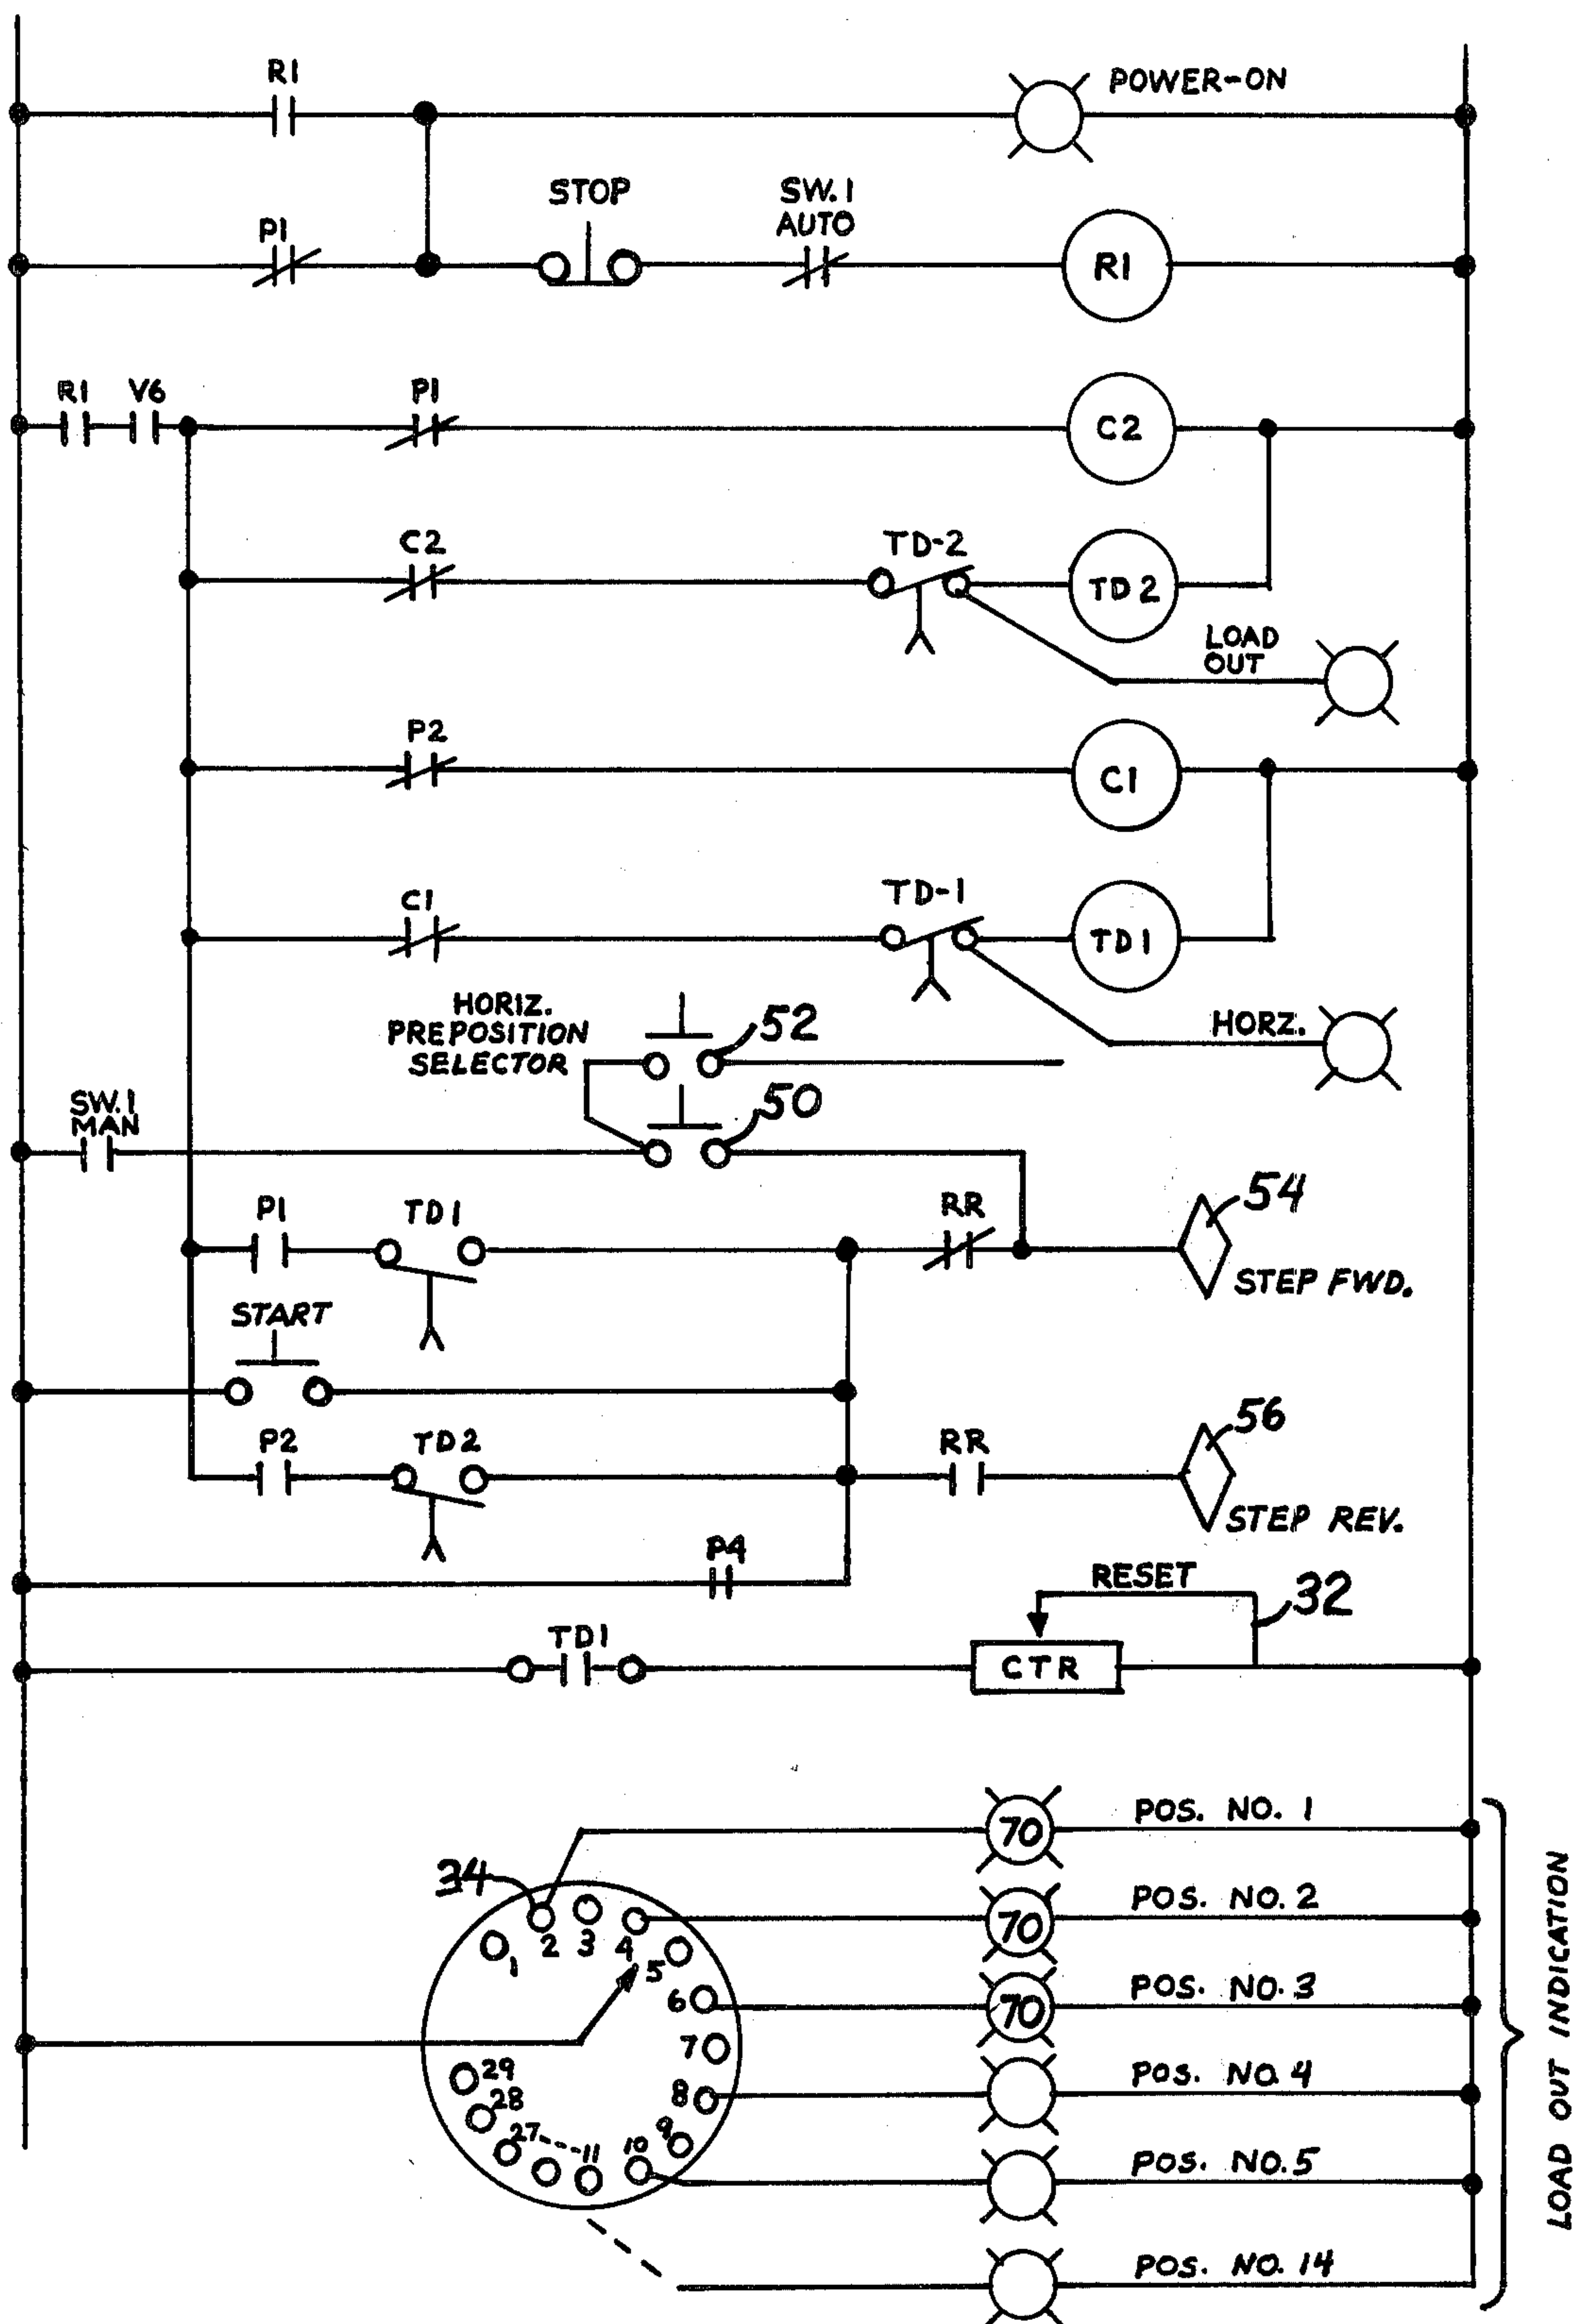 R1
POWER-ON
P1
STOP
SW.1
AUTO
R1
R1
V6
P1
C2
C2
TD-2
TD2
LOAD
OUT
P2
C1
C1
TD-1
TD1
HORIZ.
PREPOSITION
SELECTOR
52
HORZ.
SW.1
MAN
50
P1
TD1
RR
54
STEP FWD.
START
P2
TD2
RR
56
STEP REV.
P4
RESET
32
TD1
CTR
70
POS. NO. 1
34
70
POS. NO. 2
1
2
3
4
5
6
7
8
9
10
11
27
28
29
70
POS. NO. 3
POS. NO. 4
POS. NO. 5
POS. NO. 14
LOAD OUT INDICATION